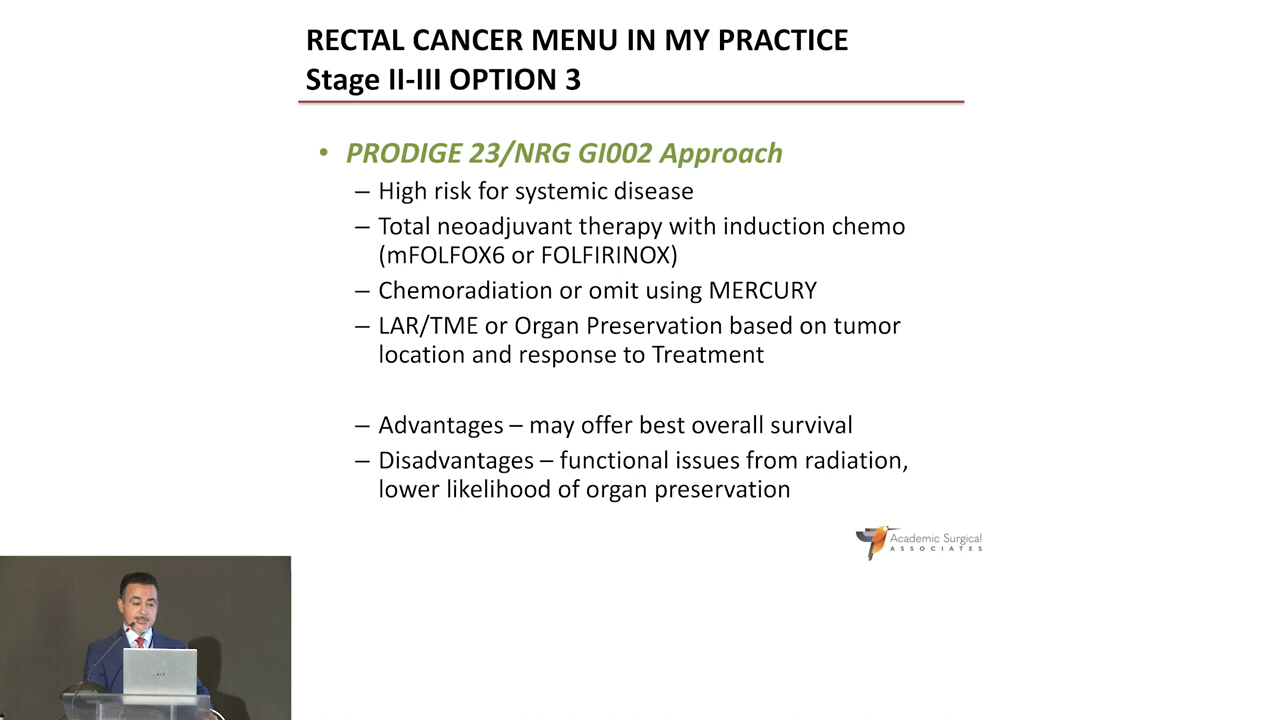 RECTAL CANCER MENU IN MY PRACTICE
Stage II-III OPTION 3
• PRODIGE 23/NRG GI002 Approach
– High risk for systemic disease
– Total neoadjuvant therapy with induction chemo
(mFOLFOX6 or FOLFIRINOX)
– Chemoradiation or omit using MERCURY
– LAR/TME or Organ Preservation based on tumor
location and response to Treatment
– Advantages – may offer best overall survival
– Disadvantages – functional issues from radiation,
lower likelihood of organ preservation
Academic Surgical
ASSOCIATES